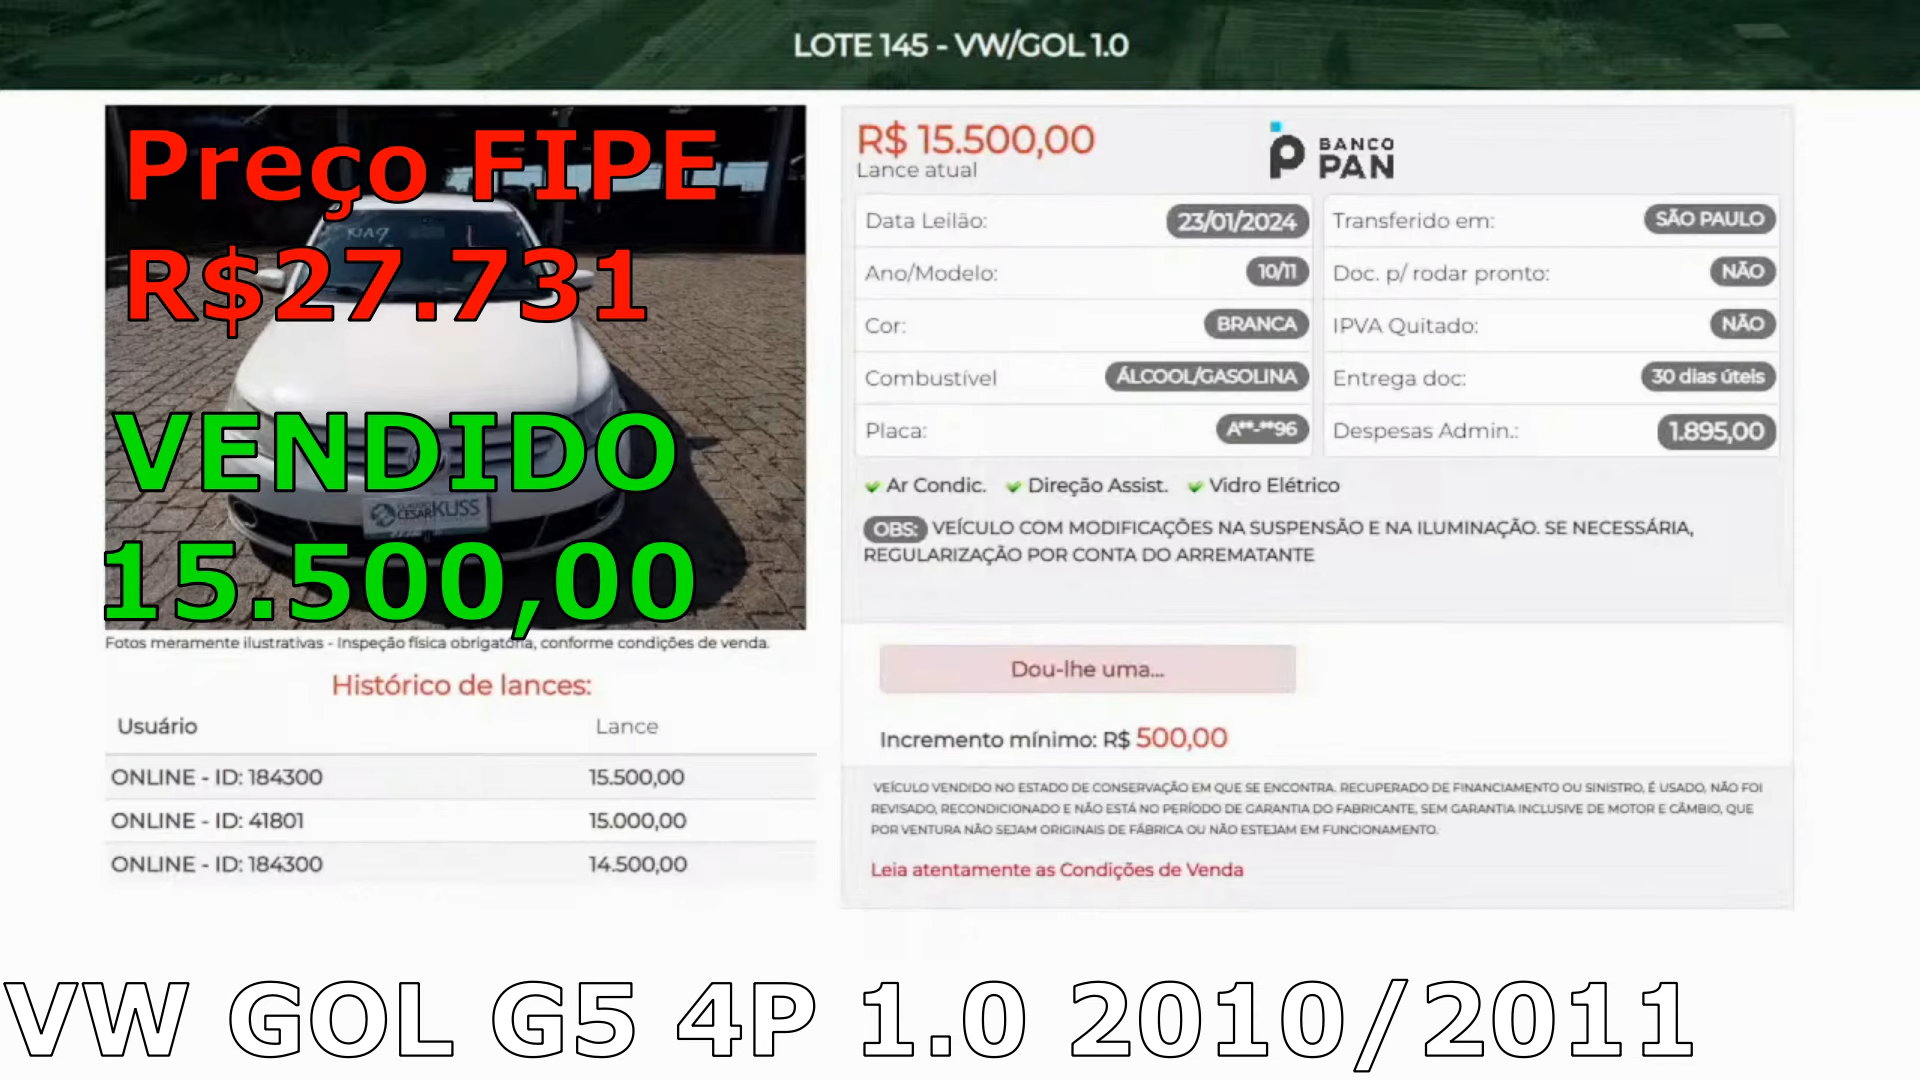 LOTE 145 - VW/GOL 1.0
Preço FIPE
R$27.731
VENDIDO
15.500,00
CESAR KUSS
Fotos meramente ilustrativas - Inspeção física obrigatória, conforme condições de venda.
Histórico de lances:
Usuário Lance
ONLINE - ID: 184300 15.500,00
ONLINE - ID: 41801 15.000,00
ONLINE - ID: 184300 14.500,00
R$ 15.500,00
Lance atual
BANCO
PAN
Data Leilão: 23/01/2024
Ano/Modelo: 10/11
Cor: BRANCA
Combustível ÁLCOOL/GASOLINA
Placa: A**-**96
Transferido em: SÃO PAULO
Doc. p/ rodar pronto: NÃO
IPVA Quitado: NÃO
Entrega doc: 30 dias úteis
Despesas Admin.: 1.895,00
Ar Condic. Direção Assist. Vidro Elétrico
OBS: VEÍCULO COM MODIFICAÇÕES NA SUSPENSÃO E NA ILUMINAÇÃO. SE NECESSÁRIA,
REGULARIZAÇÃO POR CONTA DO ARREMATANTE
Dou-lhe uma...
Incremento mínimo: R$ 500,00
VEÍCULO VENDIDO NO ESTADO DE CONSERVAÇÃO EM QUE SE ENCONTRA. RECUPERADO DE FINANCIAMENTO OU SINISTRO, É USADO, NÃO FOI
REVISADO, RECONDICIONADO E NÃO ESTÁ NO PERÍODO DE GARANTIA DO FABRICANTE, SEM GARANTIA INCLUSIVE DE MOTOR E CÂMBIO, QUE
POR VENTURA NÃO SEJAM ORIGINAIS DE FÁBRICA OU NÃO ESTEJAM EM FUNCIONAMENTO.
Leia atentamente as Condições de Venda
VW GOL G5 4P 1.0 2010/2011